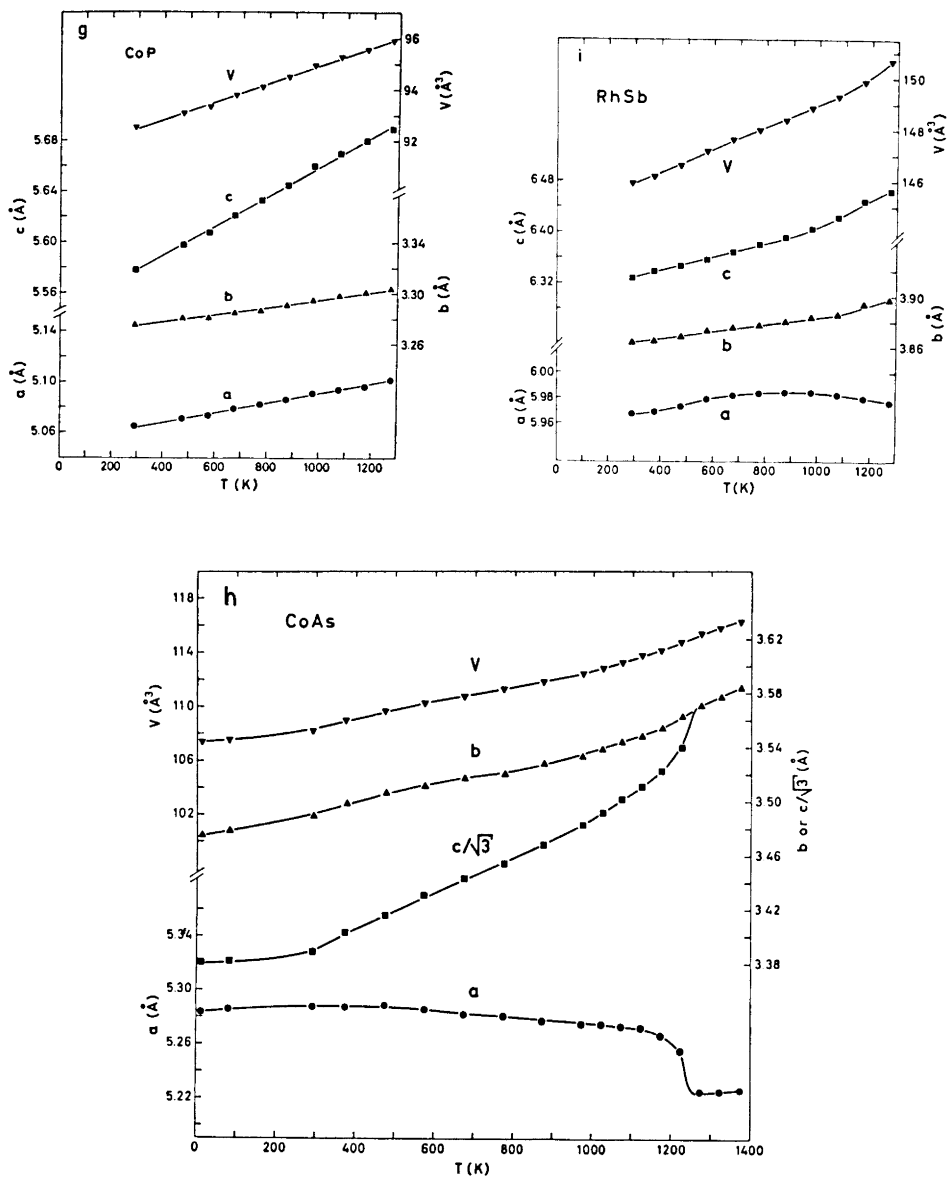 g
CoP
V
c
b
a
5.68
5.64
5.60
5.56
c (Å)
5.14
5.10
5.06
a (Å)
96
94
92
V(Å³)
3.34
3.30
3.26
b (Å)
0 200 400 600 800 1000 1200
T (K)
i
RhSb
V
c
b
a
6.48
6.40
6.32
c(Å)
6.00
5.98
5.96
a(Å)
150
148
146
V(Å³)
3.90
3.86
b(Å)
0 200 400 600 800 1000 1200
T(K)
h
CoAs
V
b
c/√3
a
118
114
110
106
102
V (Å³)
5.34
5.30
5.26
5.22
a (Å)
3.62
3.58
3.54
3.50
3.46
3.42
3.38
b or c/√3 (Å)
0 200 400 600 800 1000 1200 1400
T(K)